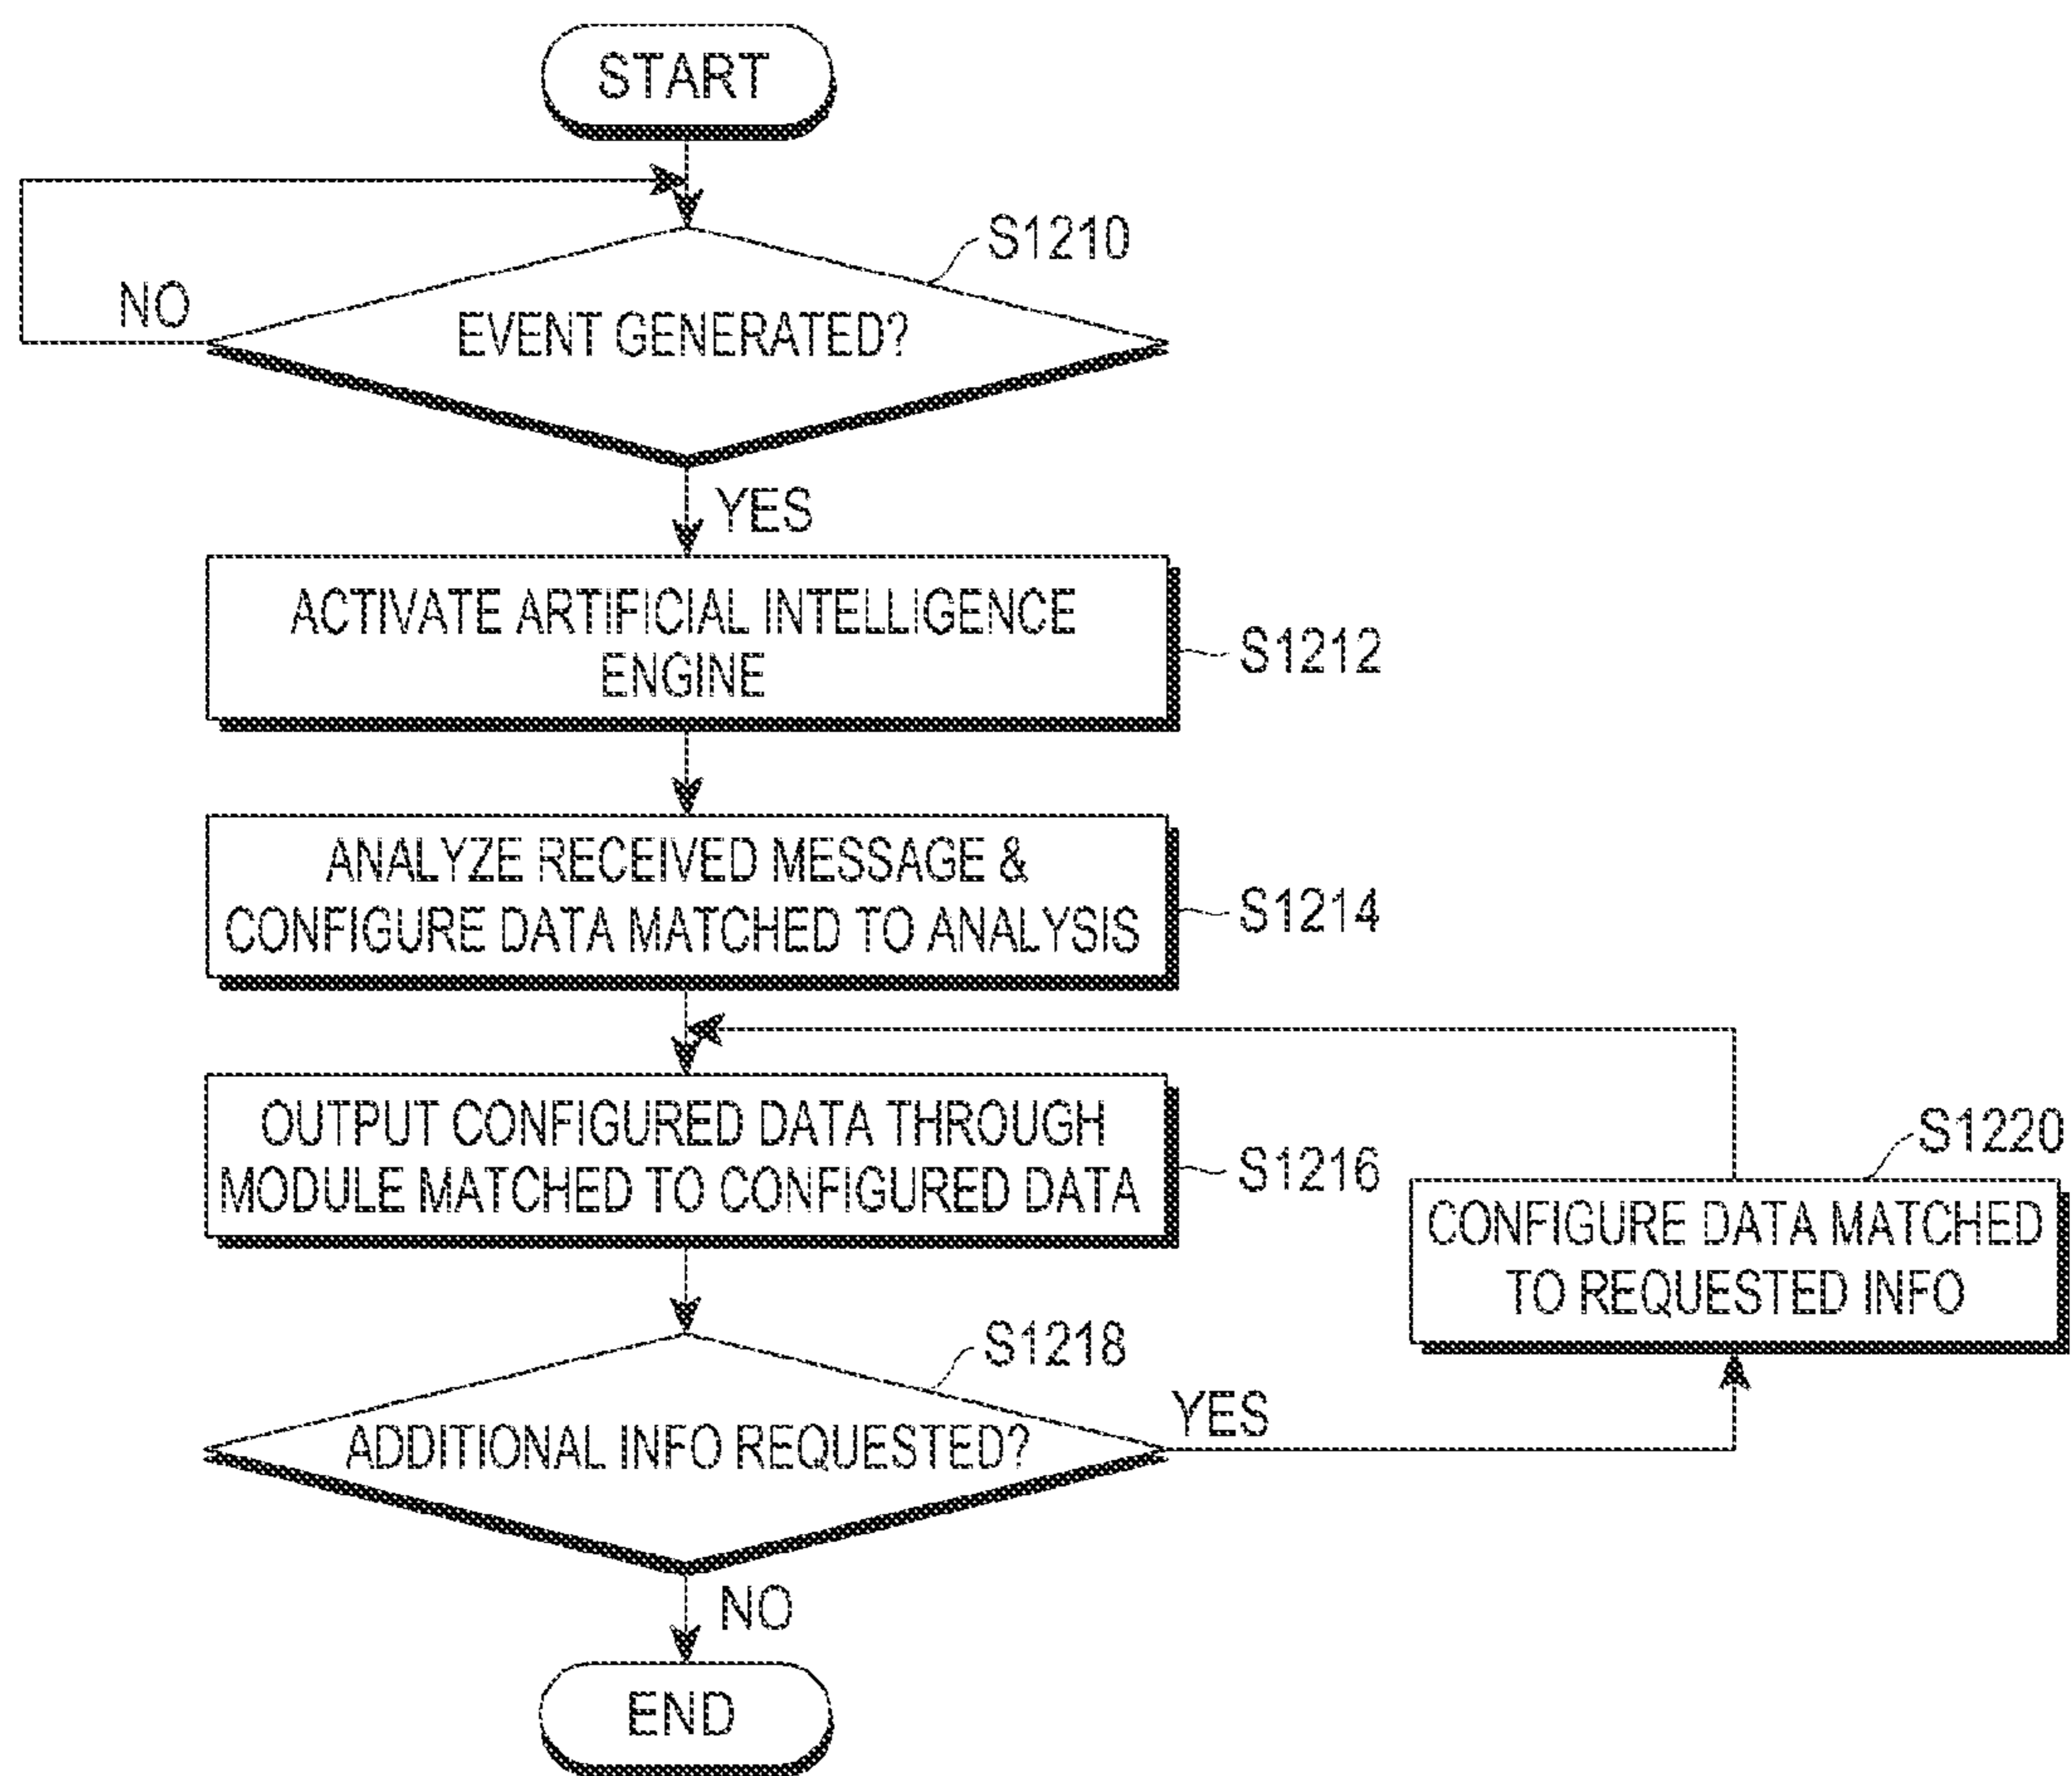 START
S1210
NO
EVENT GENERATED?
YES
ACTIVATE ARTIFICIAL INTELLIGENCE
ENGINE
S1212
ANALYZE RECEIVED MESSAGE &
CONFIGURE DATA MATCHED TO ANALYSIS
S1214
OUTPUT CONFIGURED DATA THROUGH
MODULE MATCHED TO CONFIGURED DATA
S1216
S1220
CONFIGURE DATA MATCHED
TO REQUESTED INFO
S1218
YES
ADDITIONAL INFO REQUESTED?
NO
END